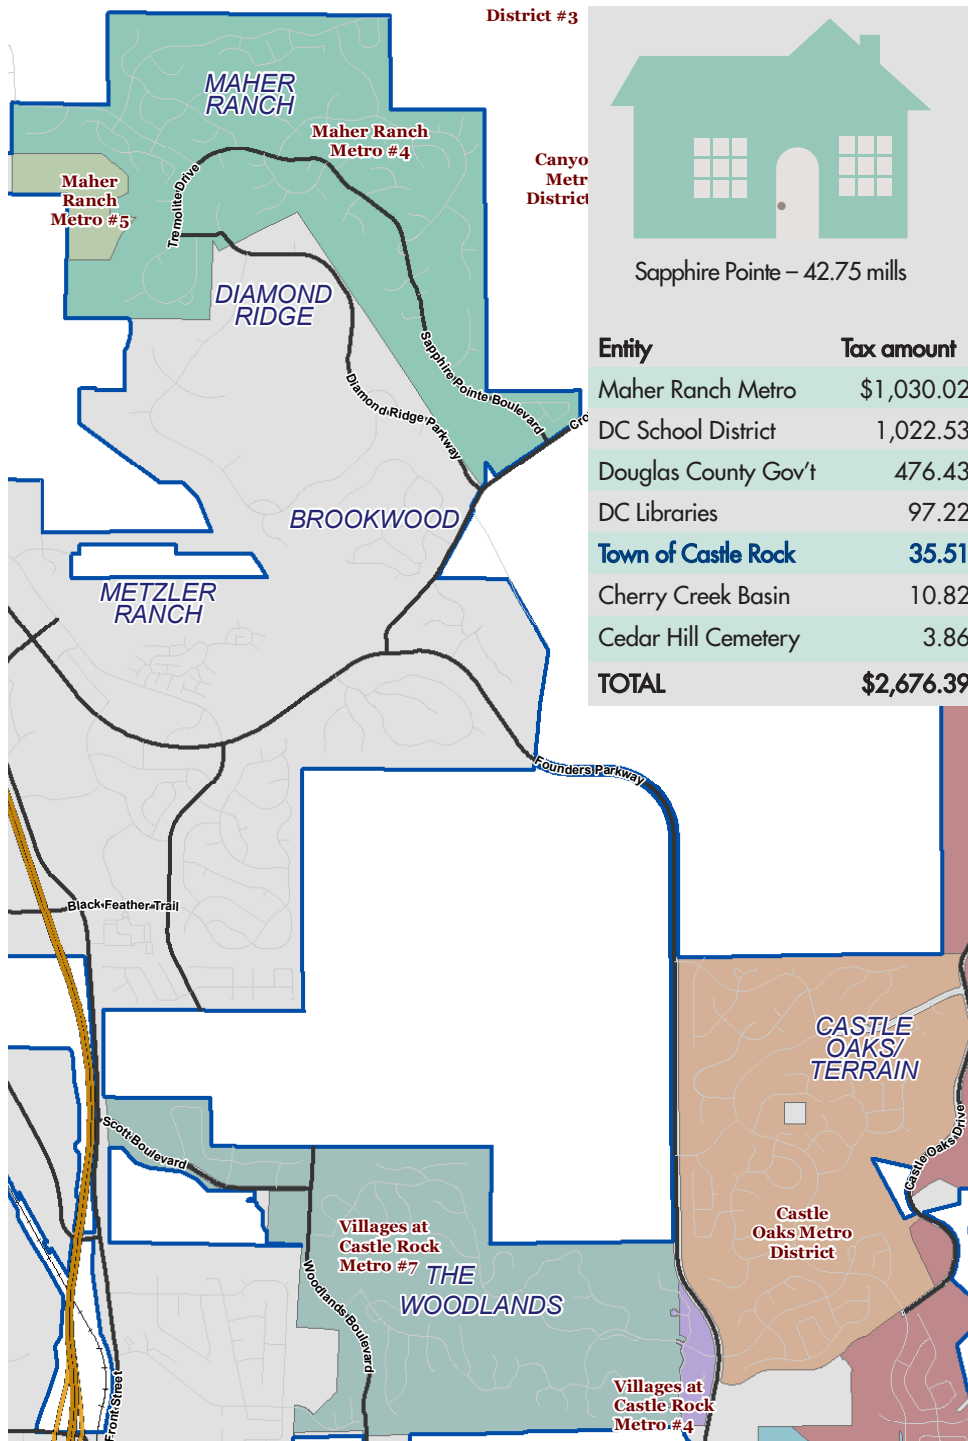 District #3
MAHER
RANCH
Maher Ranch
Metro #4
Maher
Ranch
Metro #5
Tremolite Drive
DIAMOND
RIDGE
Sapphire Pointe Boulevard
Diamond Ridge Parkway
BROOKWOOD
METZLER
RANCH
Sapphire Pointe – 42.75 mills
Entity Tax amount
Maher Ranch Metro $1,030.02
DC School District 1,022.53
Douglas County Gov't 476.43
DC Libraries 97.22
Town of Castle Rock 35.51
Cherry Creek Basin 10.82
Cedar Hill Cemetery 3.86
TOTAL $2,676.39
Founders Parkway
Black Feather Trail
CASTLE
OAKS/
TERRAIN
Castle Oaks Drive
Scott Boulevard
Castle
Oaks Metro
District
Villages at
Castle Rock
Metro #7
THE
WOODLANDS
Woodlands Boulevard
Villages at
Castle Rock
Metro #4
Front Street